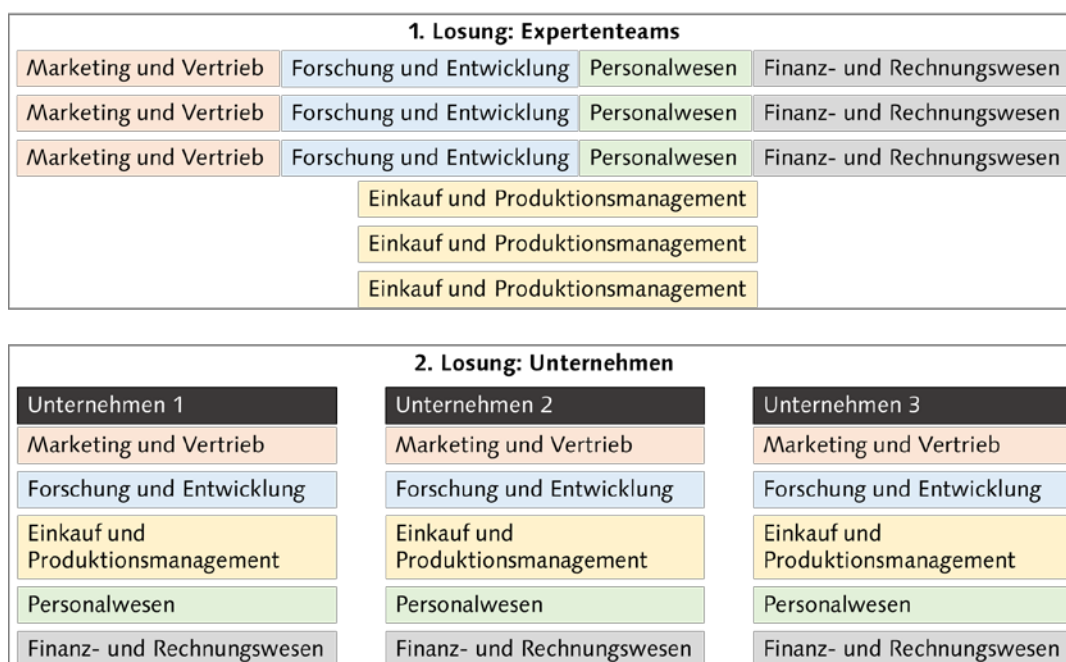 1. Losung: Expertenteams
Marketing und Vertrieb Forschung und Entwicklung Personalwesen Finanz- und Rechnungswesen
Marketing und Vertrieb Forschung und Entwicklung Personalwesen Finanz- und Rechnungswesen
Marketing und Vertrieb Forschung und Entwicklung Personalwesen Finanz- und Rechnungswesen
Einkauf und Produktionsmanagement
Einkauf und Produktionsmanagement
Einkauf und Produktionsmanagement
2. Losung: Unternehmen
Unternehmen 1
Marketing und Vertrieb
Forschung und Entwicklung
Einkauf und
Produktionsmanagement
Personalwesen
Finanz- und Rechnungswesen
Unternehmen 2
Marketing und Vertrieb
Forschung und Entwicklung
Einkauf und
Produktionsmanagement
Personalwesen
Finanz- und Rechnungswesen
Unternehmen 3
Marketing und Vertrieb
Forschung und Entwicklung
Einkauf und
Produktionsmanagement
Personalwesen
Finanz- und Rechnungswesen